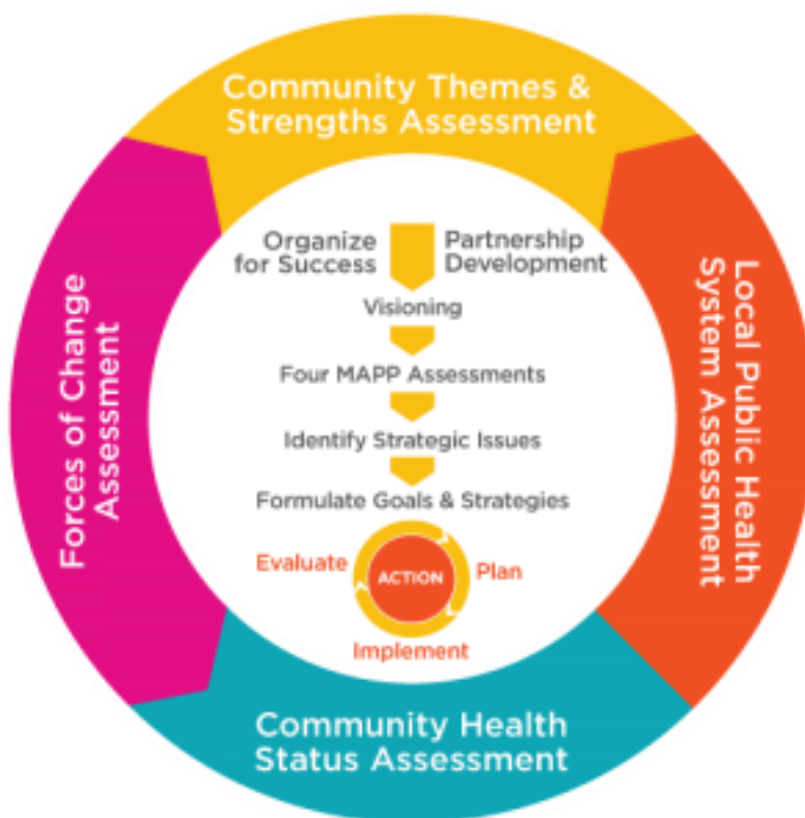 Community Themes &
Strengths Assessment
Organize
for Success
Partnership
Development
Visioning
Four MAPP Assessments
Identify Strategic Issues
Formulate Goals & Strategies
Evaluate
ACTION
Plan
Implement
Forces of Change
Assessment
Local Public Health
System Assessment
Community Health
Status Assessment